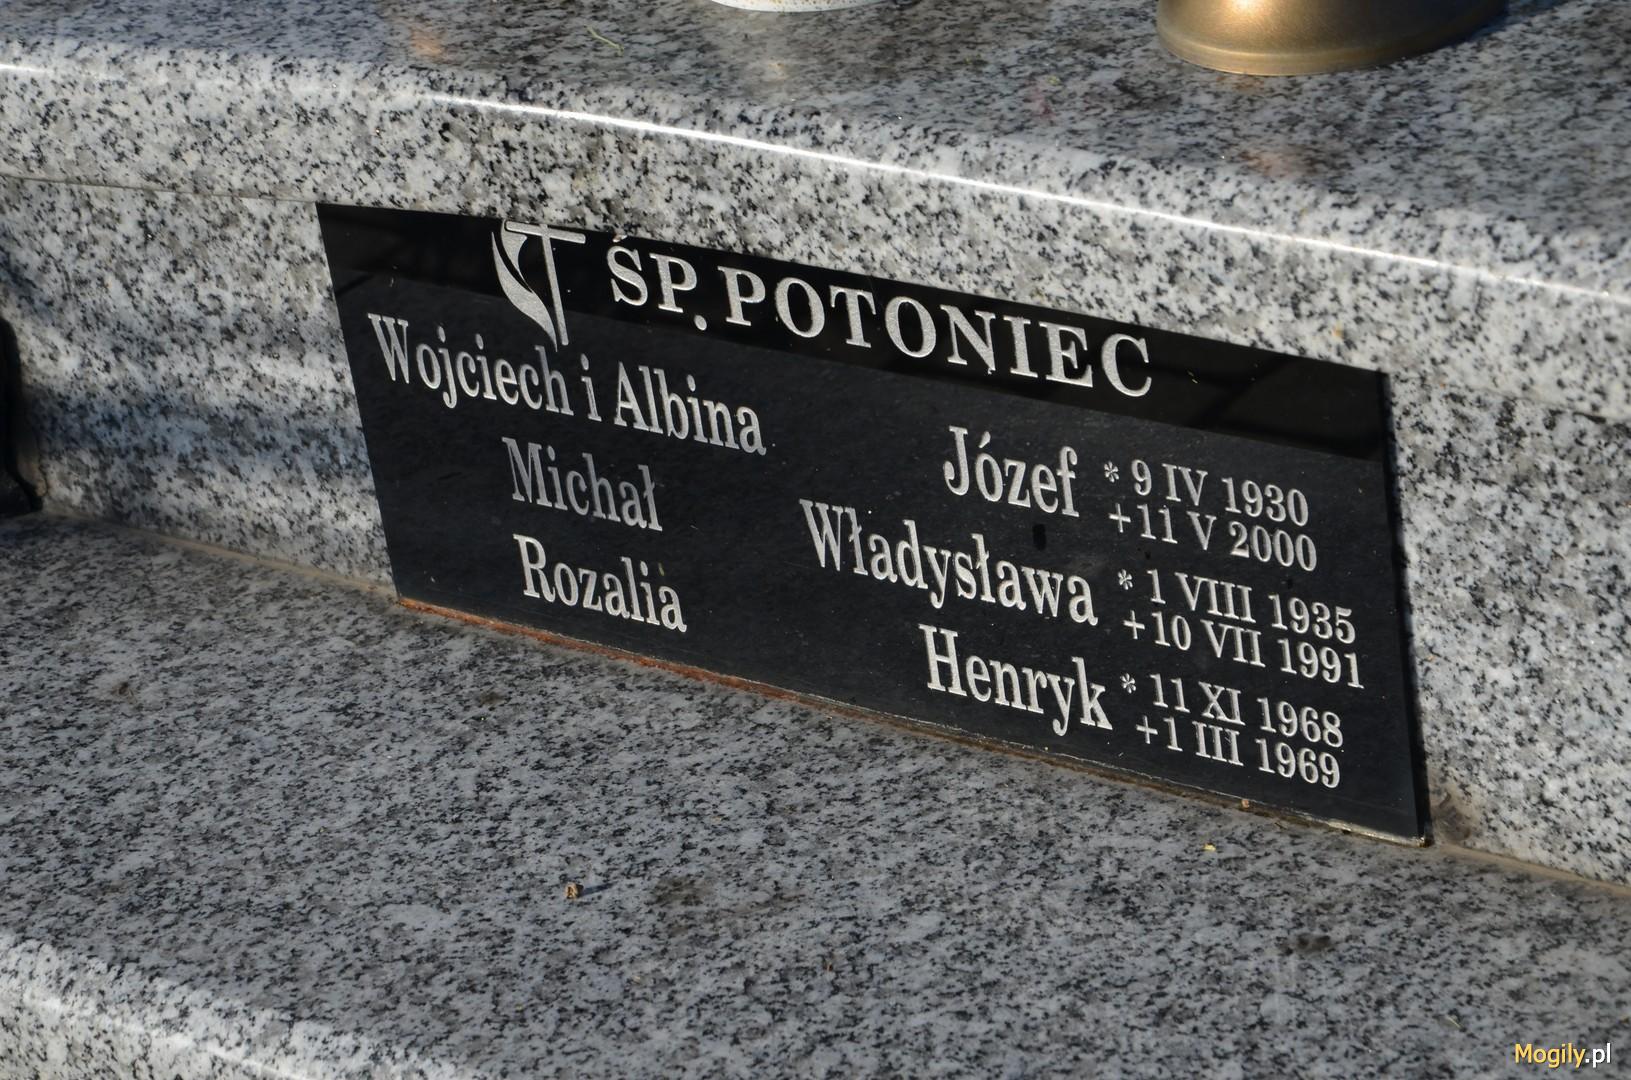 ŚP. POTONIEC
Wojciech i Albina
Michał
Rozalia
Józef * 9 IV 1930
+11 V 2000
Władysława * 1 VIII 1935
+10 VII 1991
Henryk * 11 XI 1968
+1 III 1969
Mogily.pl